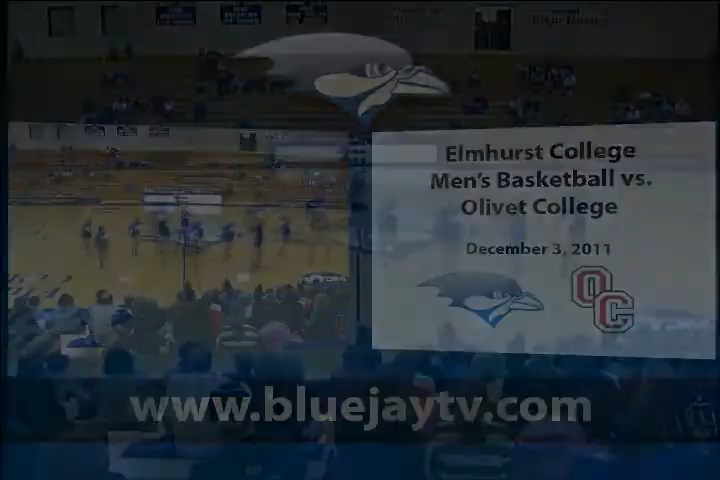 Elmhurst College
Men's Basketball vs.
Olivet College
December 3, 2011
OC
www.bluejaytv.com